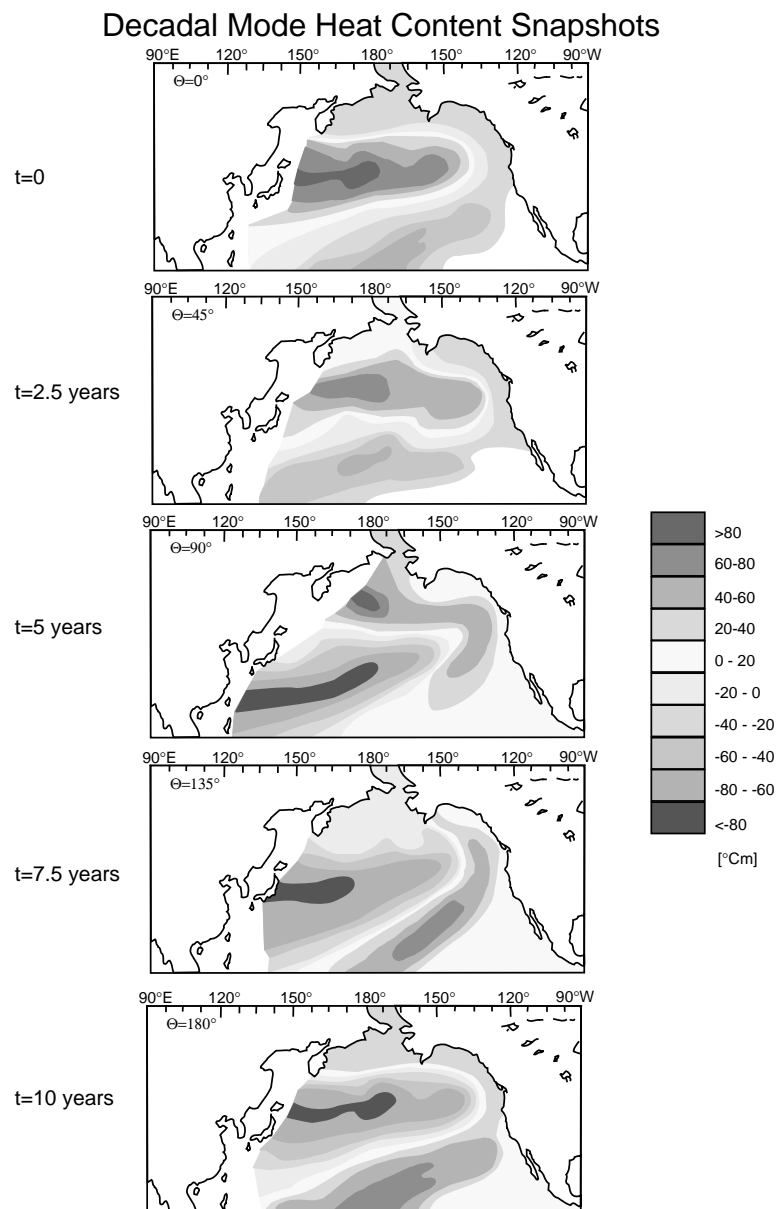 Decadal Mode Heat Content Snapshots
90°E 120° 150° 180° 150° 120° 90°W
Θ=0°
t=0
90°E 120° 150° 180° 150° 120° 90°W
Θ=45°
t=2.5 years
90°E 120° 150° 180° 150° 120° 90°W
Θ=90°
t=5 years
90°E 120° 150° 180° 150° 120° 90°W
Θ=135°
t=7.5 years
90°E 120° 150° 180° 150° 120° 90°W
Θ=180°
t=10 years
>80
60-80
40-60
20-40
0 - 20
-20 - 0
-40 - -20
-60 - -40
-80 - -60
<-80
[°Cm]